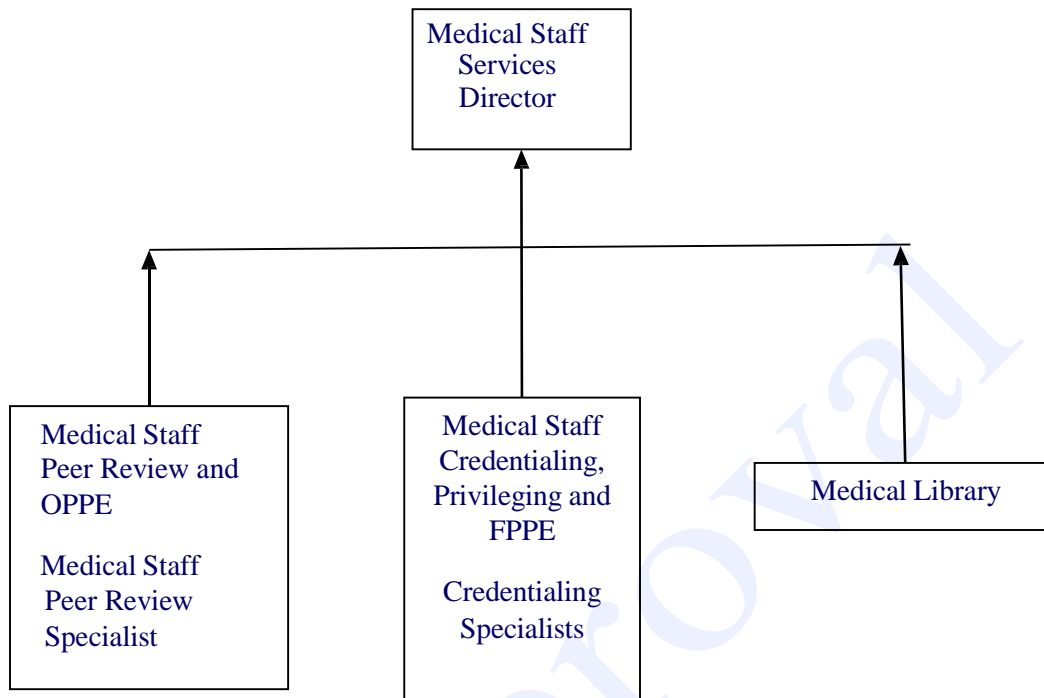 Medical Staff
Services
Director
Medical Staff
Peer Review and
OPPE
Medical Staff
Peer Review
Specialist
Medical Staff
Credentialing,
Privileging and
FPPE
Credentialing
Specialists
Medical Library
roval